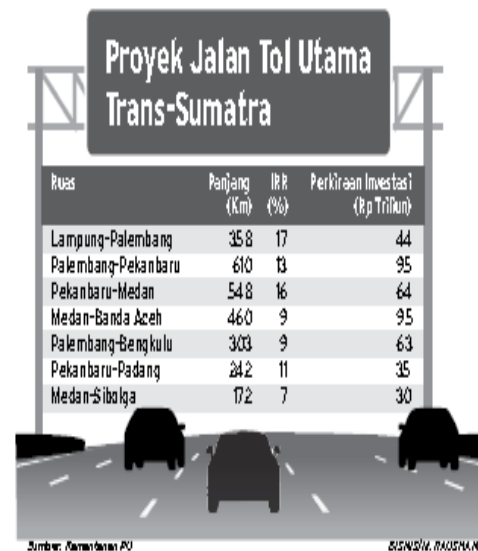 Proyek Jalan Tol Utama
Trans-Sumatra
Ruas Panjang (Km) IRR (%) Perkiraan Investasi (Rp Triliun)
Lampung-Palembang 358 17 44
Palembang-Pekanbaru 610 13 95
Pekanbaru-Medan 548 16 64
Medan-Banda Aceh 460 9 95
Palembang-Bengkulu 303 9 63
Pekanbaru-Padang 242 11 35
Medan-Sibolga 172 7 30
Sumber: Kementerian PU BISNIS/M. RAUSHAN